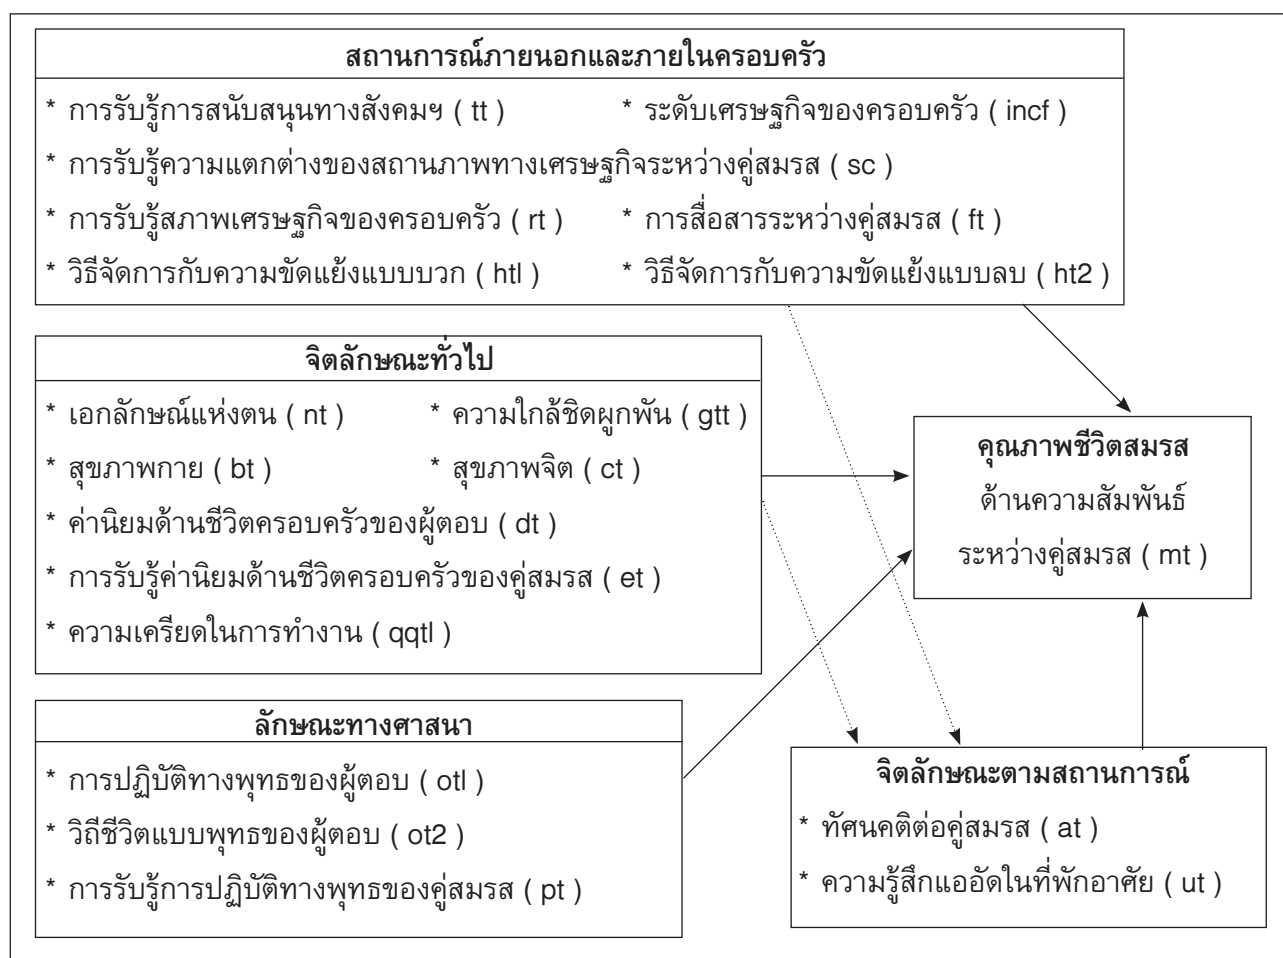 สถานการณ์ภายนอกและภายในครอบครัว
* การรับรู้การสนับสนุนทางสังคมฯ ( tt ) * ระดับเศรษฐกิจของครอบครัว ( incf )
* การรับรู้ความแตกต่างของสถานภาพทางเศรษฐกิจระหว่างคู่สมรส ( sc )
* การรับรู้สภาพเศรษฐกิจของครอบครัว ( rt ) * การสื่อสารระหว่างคู่สมรส ( ft )
* วิธีจัดการกับความขัดแย้งแบบบวก ( htl ) * วิธีจัดการกับความขัดแย้งแบบลบ ( ht2 )
จิตลักษณะทั่วไป
* เอกลักษณ์แห่งตน ( nt ) * ความใกล้ชิดผูกพัน ( gtt )
* สุขภาพกาย ( bt ) * สุขภาพจิต ( ct )
* ค่านิยมด้านชีวิตครอบครัวของผู้ตอบ ( dt )
* การรับรู้ค่านิยมด้านชีวิตครอบครัวของคู่สมรส ( et )
* ความเครียดในการทำงาน ( qqtl )
คุณภาพชีวิตสมรส
ด้านความสัมพันธ์
ระหว่างคู่สมรส ( mt )
ลักษณะทางศาสนา
* การปฏิบัติทางพุทธของผู้ตอบ ( otl )
* วิถีชีวิตแบบพุทธของผู้ตอบ ( ot2 )
* การรับรู้การปฏิบัติทางพุทธของคู่สมรส ( pt )
จิตลักษณะตามสถานการณ์
* ทัศนคติต่อคู่สมรส ( at )
* ความรู้สึกแออัดในที่พักอาศัย ( ut )